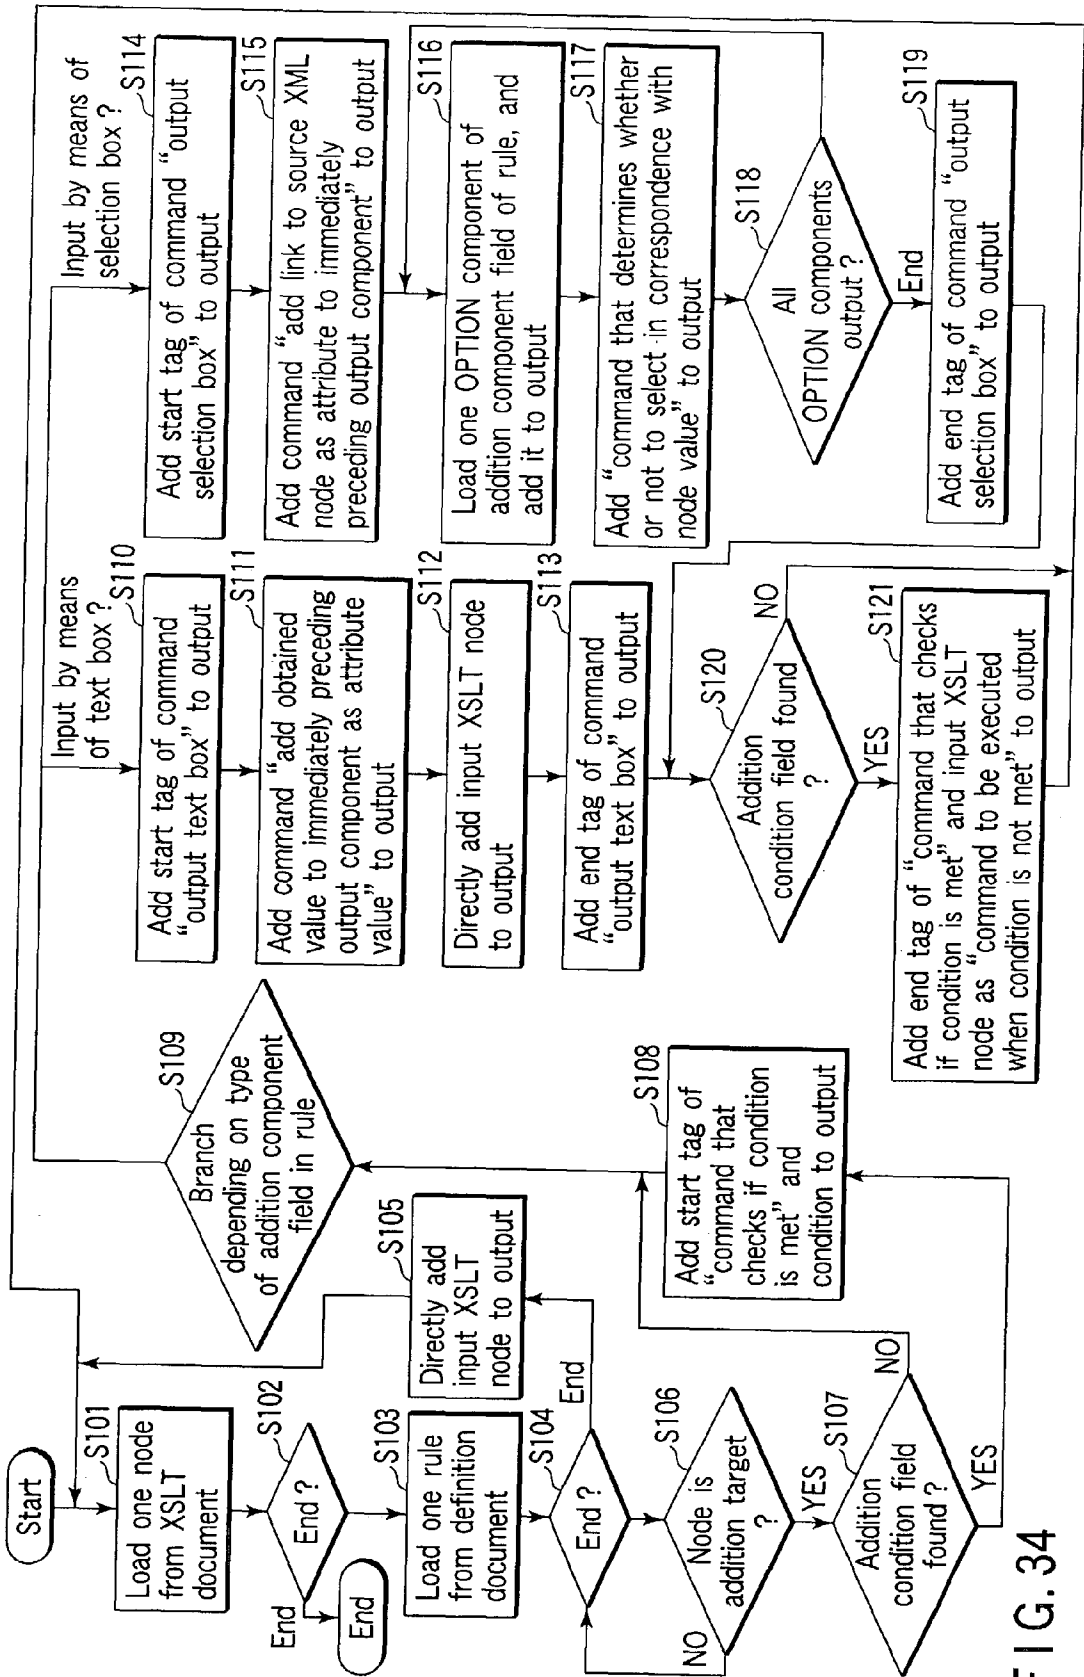 Start
S101
Load one node
from XSLT
document
S102
End ?
End
End
S103
Load one rule
from definition
document
S104
End ?
End
S105
Directly add
input XSLT
node to output
S106
Node is
addition target
?
NO
YES
S107
Addition
condition field
found ?
NO
YES
S108
Add start tag of
“command that
checks if condition
is met” and
condition to output
S109
Branch
depending on type
of addition component
field in rule
Input by means
of text box ?
S110
Add start tag of command
“output text box” to output
S111
Add command “add obtained
value to immediately preceding
output component as attribute
value” to output
S112
Directly add input XSLT node
to output
S113
Add end tag of command
“output text box” to output
Input by means of
selection box ?
S114
Add start tag of command “output
selection box” to output
S115
Add command “add link to source XML
node as attribute to immediately
preceding output component” to output
S116
Load one OPTION component of
addition component field of rule, and
add it to output
S117
Add “command that determines whether
or not to select in correspondence with
node value” to output
S118
All
OPTION components
output ?
End
S119
Add end tag of command “output
selection box” to output
S120
Addition
condition field found
?
NO
YES
S121
Add end tag of “command that checks
if condition is met” and input XSLT
node as “command to be executed
when condition is not met” to output
FIG. 34